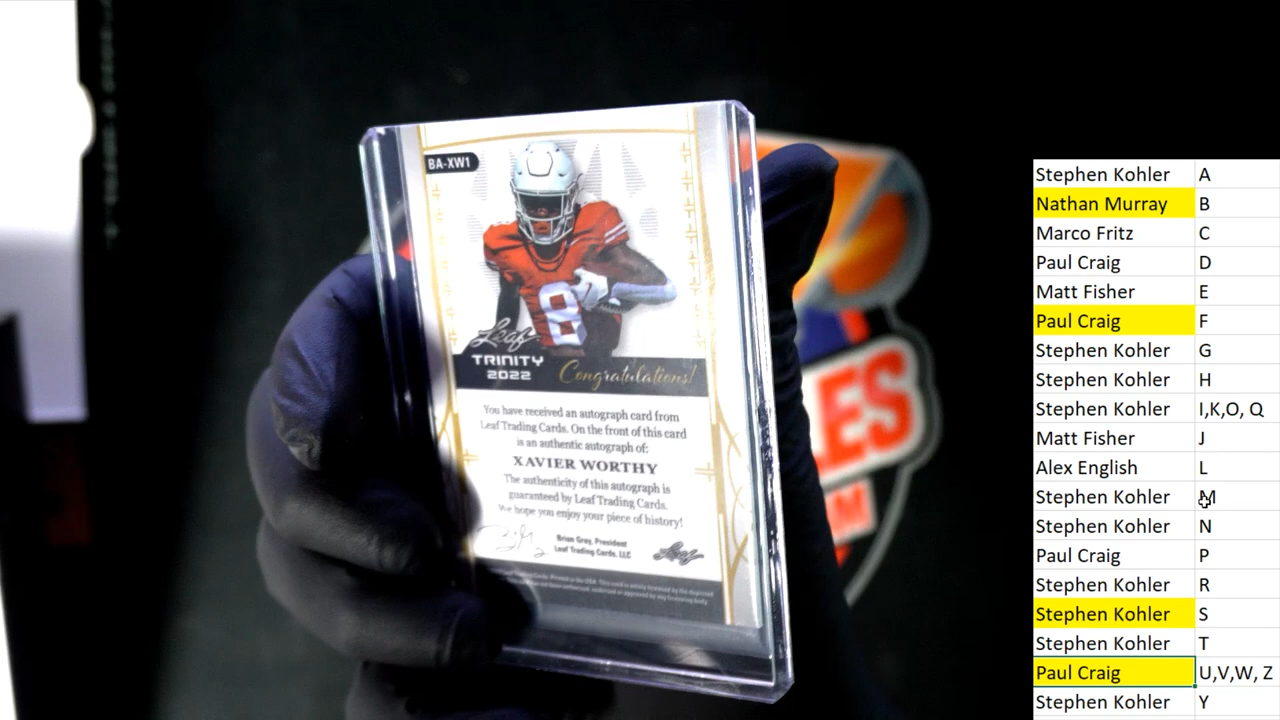 BA-XW1
8
Leaf
TRINITY
2022
Congratulations!
You have received an autograph card from
Leaf Trading Cards. On the front of this card
is an authentic autograph of:
XAVIER WORTHY
The authenticity of this autograph is
guaranteed by Leaf Trading Cards.
We hope you enjoy your piece of history!
Brian Gray, President
Leaf Trading Cards, LLC
Leaf
LES
M
Stephen Kohler A
Nathan Murray B
Marco Fritz C
Paul Craig D
Matt Fisher E
Paul Craig F
Stephen Kohler G
Stephen Kohler H
Stephen Kohler I,K,O, Q
Matt Fisher J
Alex English L
Stephen Kohler M
Stephen Kohler N
Paul Craig P
Stephen Kohler R
Stephen Kohler S
Stephen Kohler T
Paul Craig U,V,W, Z
Stephen Kohler Y